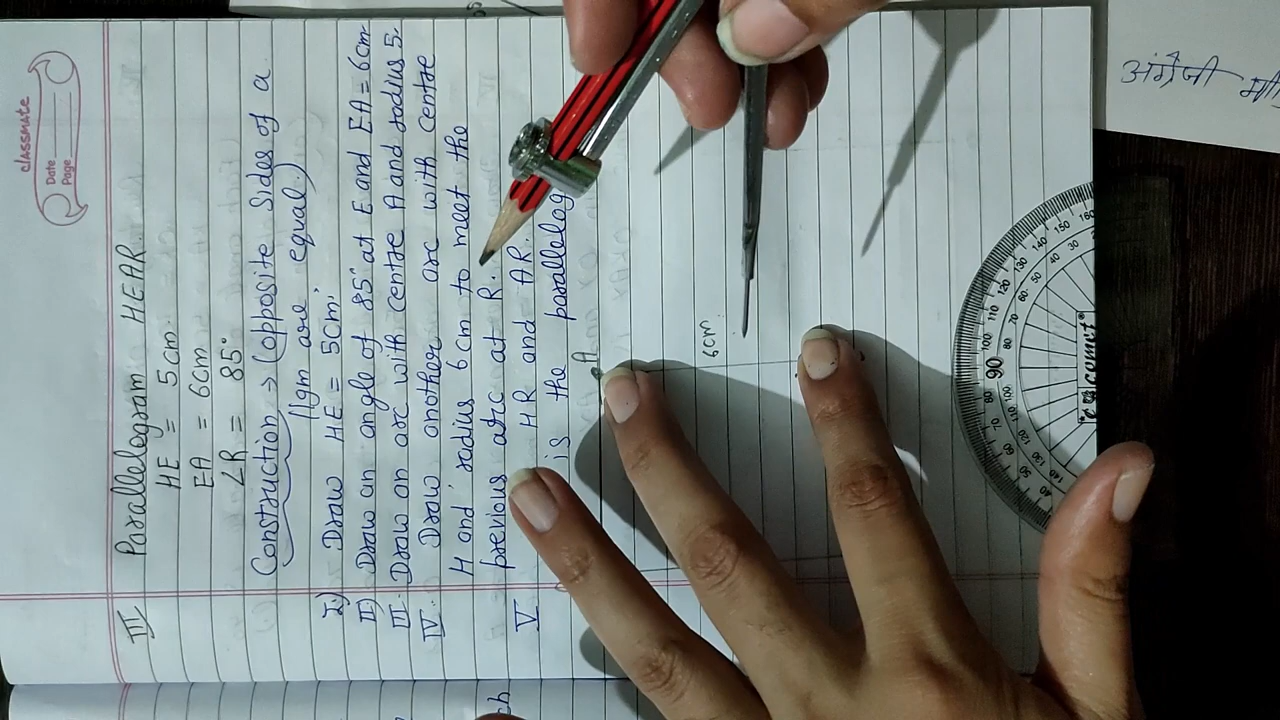 classmate
Date
Page
III Parallelogram HEAR
HE = 5cm
EA = 6cm
∠R = 85°
Construction → (opposite sides of a
||gm are equal)
I) Draw HE = 5cm.
II) Draw an angle of 85° at E and EA = 6cm
III. Draw an arc with centre A and radius 5
IV. Draw another arc with centre
H and radius 6cm to meet the
previous arc at R.
V HR and AR.
is the parallelog
A
6cm
अंग्रेजी